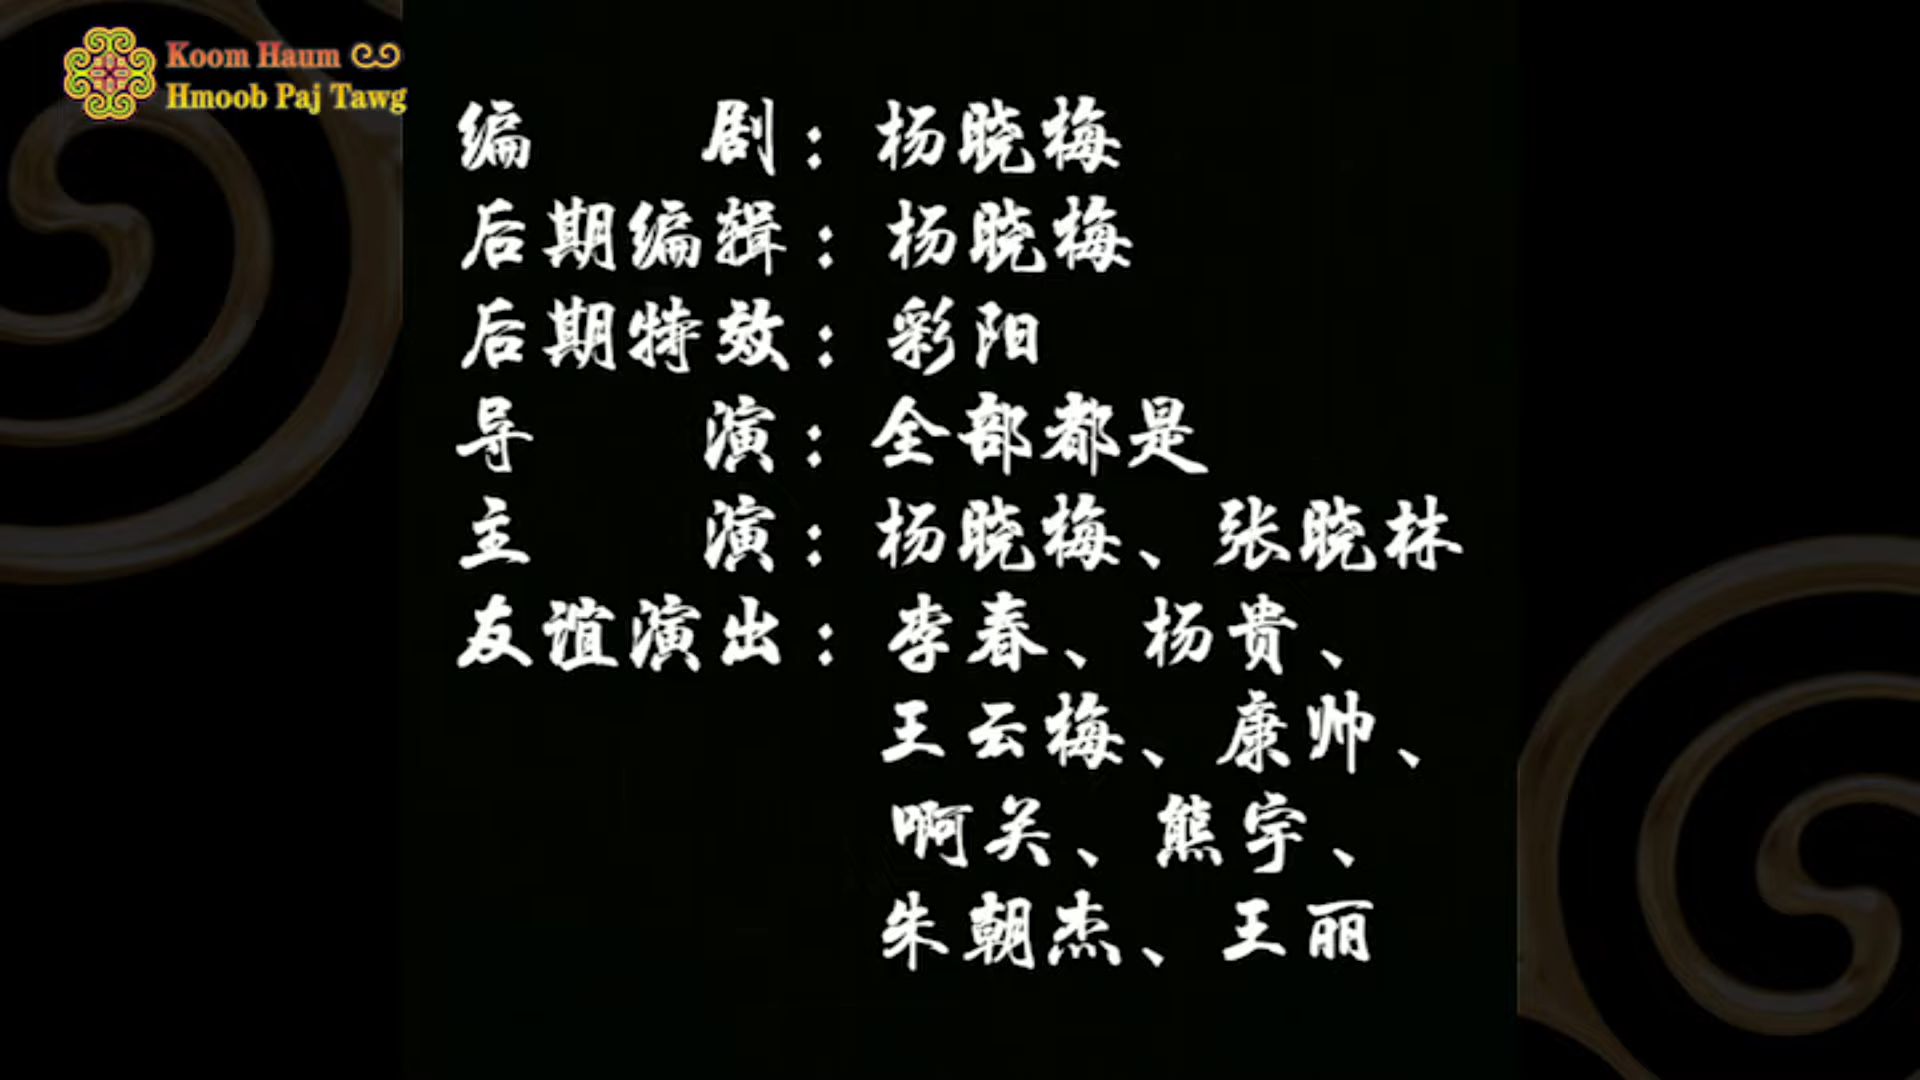 Koom Haum
Hmoob Paj Tawg
编 剧：杨晓梅
后期编辑：杨晓梅
后期特效：彩阳
导 演：全部都是
主 演：杨晓梅、张晓林
友谊演出：李春、杨贵、
王云梅、康帅、
啊关、熊宇、
朱朝杰、王丽